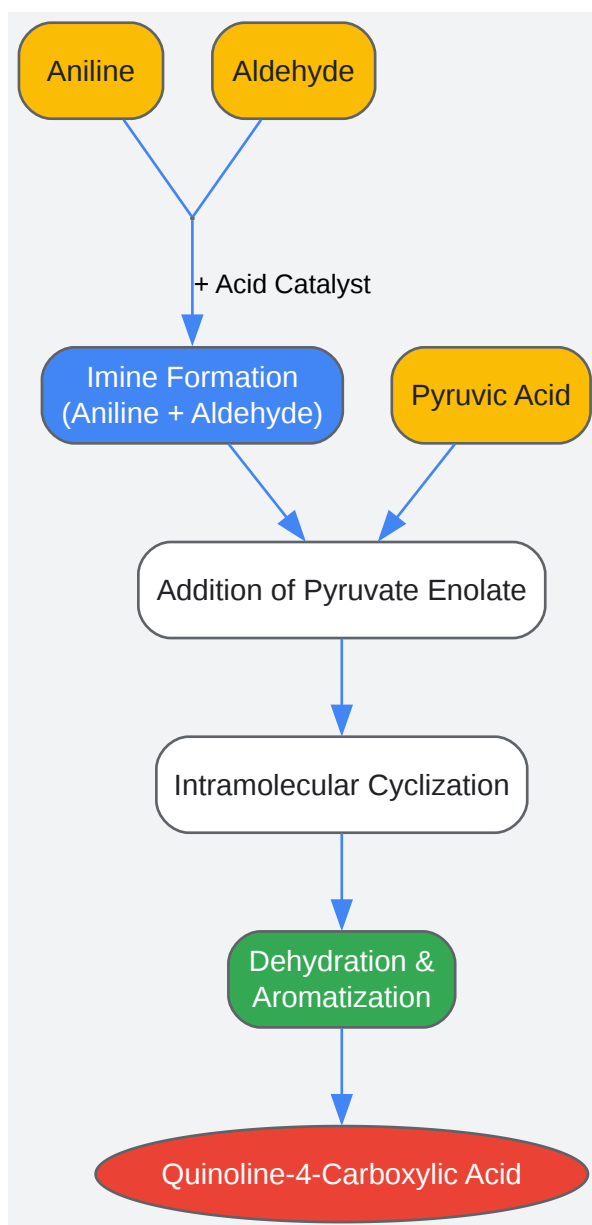 Aniline
Aldehyde
+ Acid Catalyst
Imine Formation
(Aniline + Aldehyde)
Pyruvic Acid
Addition of Pyruvate Enolate
Intramolecular Cyclization
Dehydration &
Aromatization
Quinoline-4-Carboxylic Acid